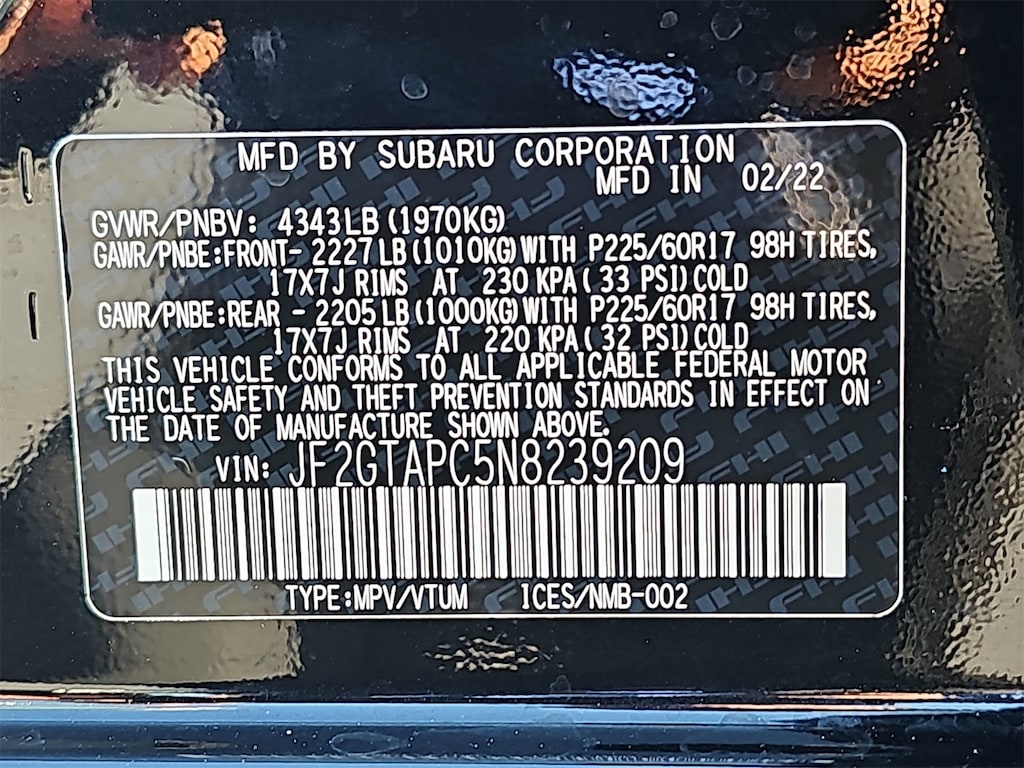 MFD BY SUBARU CORPORATION
MFD IN 02/22
GVWR/PNBV: 4343LB (1970KG)
GAWR/PNBE:FRONT- 2227LB (1010KG) WITH P225/60R17 98H TIRES,
17X7J RIMS AT 230 KPA (33 PSI) COLD
GAWR/PNBE:REAR - 2205LB (1000KG) WITH P225/60R17 98H TIRES,
17X7J RIMS AT 220 KPA (32 PSI) COLD
THIS VEHICLE CONFORMS TO ALL APPLICABLE FEDERAL MOTOR
VEHICLE SAFETY AND THEFT PREVENTION STANDARDS IN EFFECT ON
THE DATE OF MANUFACTURE SHOWN ABOVE.
VIN: JF2GTAPC5N8239209
TYPE:MPV/VTUM ICES/NMB-002